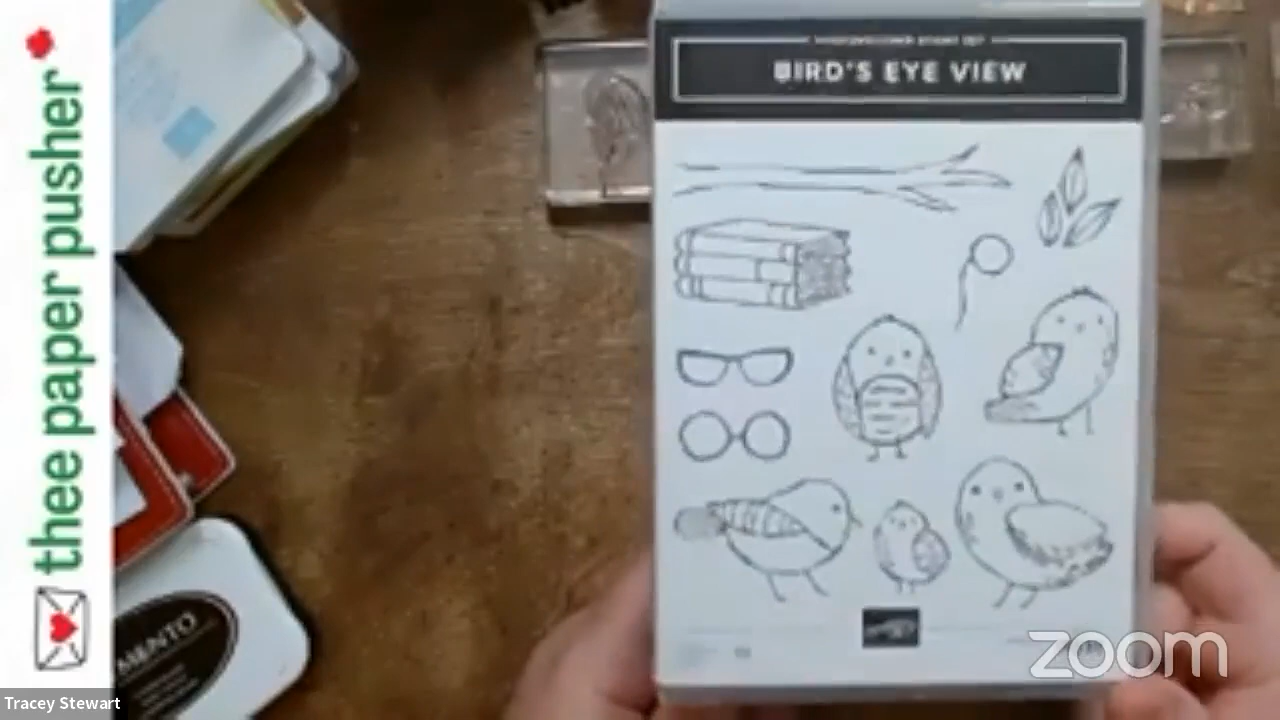 thee paper pusher
BIRD'S EYE VIEW
MENTO
zoom
Tracey Stewart